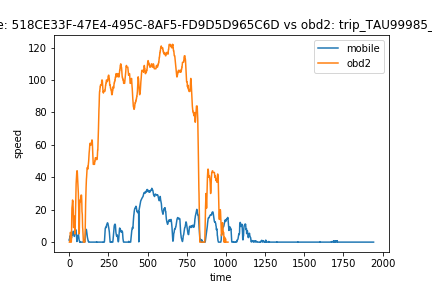 e: 518CE33F-47E4-495C-8AF5-FD9D5D965C6D vs obd2: trip_TAU99985_
mobile
obd2
speed
120
100
80
60
40
20
0
0 250 500 750 1000 1250 1500 1750 2000
time